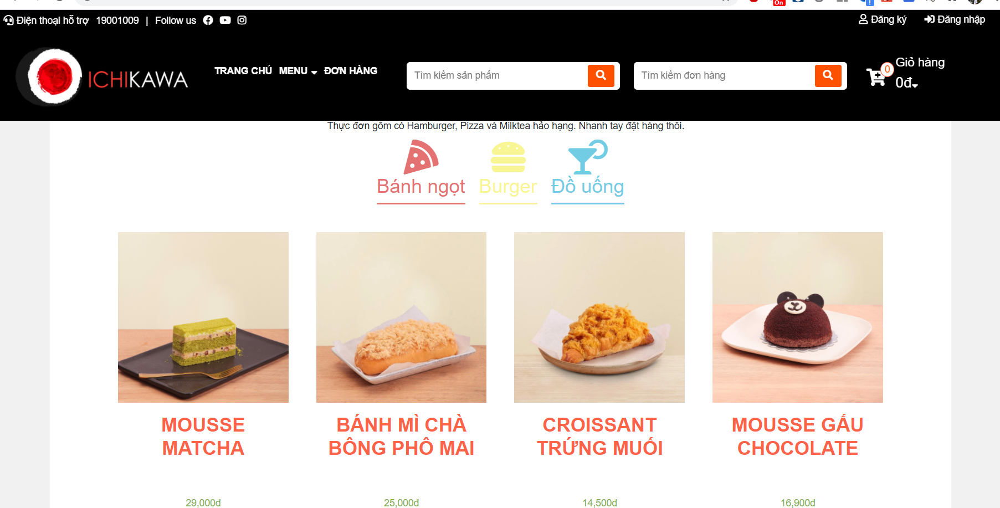 On
Điện thoại hỗ trợ 19001009 | Follow us
Đăng ký Đăng nhập
ICHIKAWA
TRANG CHỦ MENU ĐƠN HÀNG
Tìm kiếm sản phẩm
Tìm kiếm đơn hàng
0
Giỏ hàng
0đ
Thực đơn gồm có Hamburger, Pizza và Milktea hảo hạng. Nhanh tay đặt hàng thôi.
Bánh ngọt Burger Đồ uống
MOUSSE
MATCHA
29,000đ
BÁNH MÌ CHÀ
BÔNG PHÔ MAI
25,000đ
CROISSANT
TRỨNG MUỐI
14,500đ
MOUSSE GẤU
CHOCOLATE
16,900đ